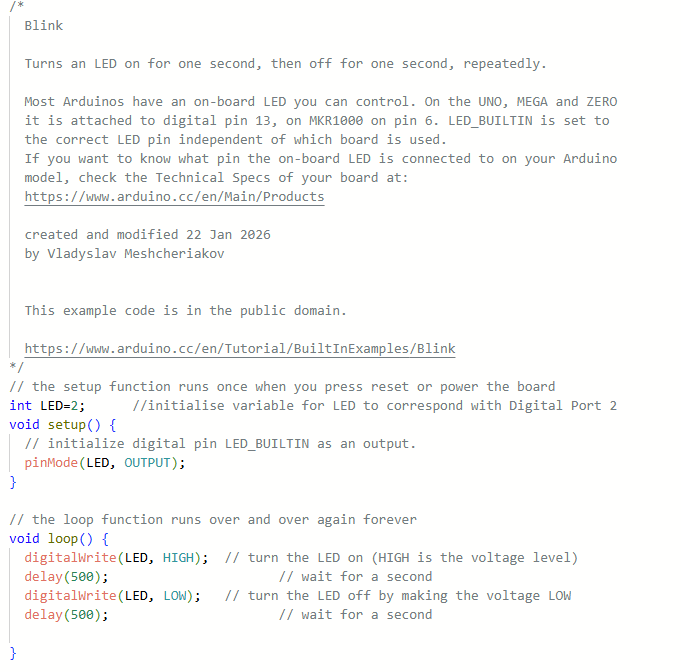 /*
Blink
Turns an LED on for one second, then off for one second, repeatedly.
Most Arduinos have an on-board LED you can control. On the UNO, MEGA and ZERO
it is attached to digital pin 13, on MKR1000 on pin 6. LED_BUILTIN is set to
the correct LED pin independent of which board is used.
If you want to know what pin the on-board LED is connected to on your Arduino
model, check the Technical Specs of your board at:
https://www.arduino.cc/en/Main/Products
created and modified 22 Jan 2026
by Vladyslav Meshcheriakov
This example code is in the public domain.
https://www.arduino.cc/en/Tutorial/BuiltInExamples/Blink
*/
// the setup function runs once when you press reset or power the board
int LED=2;      //initialise variable for LED to correspond with Digital Port 2
void setup() {
  // initialize digital pin LED_BUILTIN as an output.
  pinMode(LED, OUTPUT);
}
// the loop function runs over and over again forever
void loop() {
  digitalWrite(LED, HIGH);  // turn the LED on (HIGH is the voltage level)
  delay(500);                      // wait for a second
  digitalWrite(LED, LOW);   // turn the LED off by making the voltage LOW
  delay(500);                      // wait for a second
}